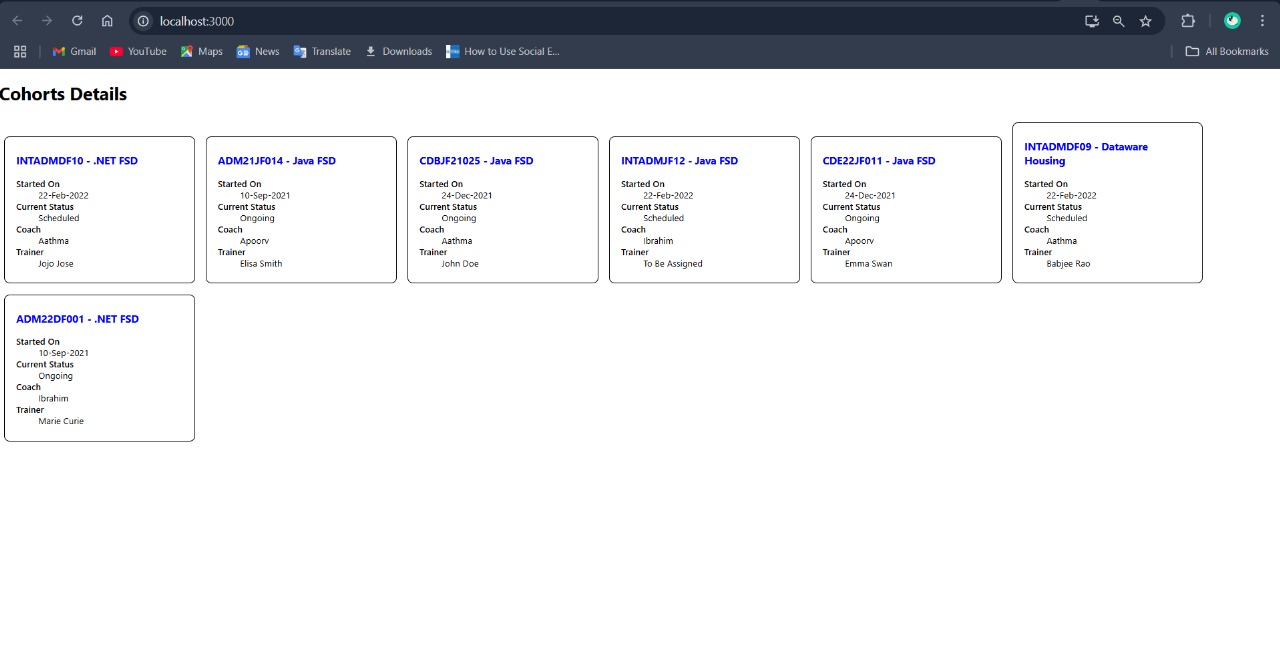 localhost:3000
Gmail
YouTube
Maps
News
Translate
Downloads
How to Use Social E...
All Bookmarks
Cohorts Details
INTADMDF10 - .NET FSD
Started On
22-Feb-2022
Current Status
Scheduled
Coach
Aathma
Trainer
Jojo Jose
ADM21JF014 - Java FSD
Started On
10-Sep-2021
Current Status
Ongoing
Coach
Apoorv
Trainer
Elisa Smith
CDBJF21025 - Java FSD
Started On
24-Dec-2021
Current Status
Ongoing
Coach
Aathma
Trainer
John Doe
INTADMJF12 - Java FSD
Started On
22-Feb-2022
Current Status
Scheduled
Coach
Ibrahim
Trainer
To Be Assigned
CDE22JF011 - Java FSD
Started On
24-Dec-2021
Current Status
Ongoing
Coach
Apoorv
Trainer
Emma Swan
INTADMDF09 - Dataware
Housing
Started On
22-Feb-2022
Current Status
Scheduled
Coach
Aathma
Trainer
Babjee Rao
ADM22DF001 - .NET FSD
Started On
10-Sep-2021
Current Status
Ongoing
Coach
Ibrahim
Trainer
Marie Curie